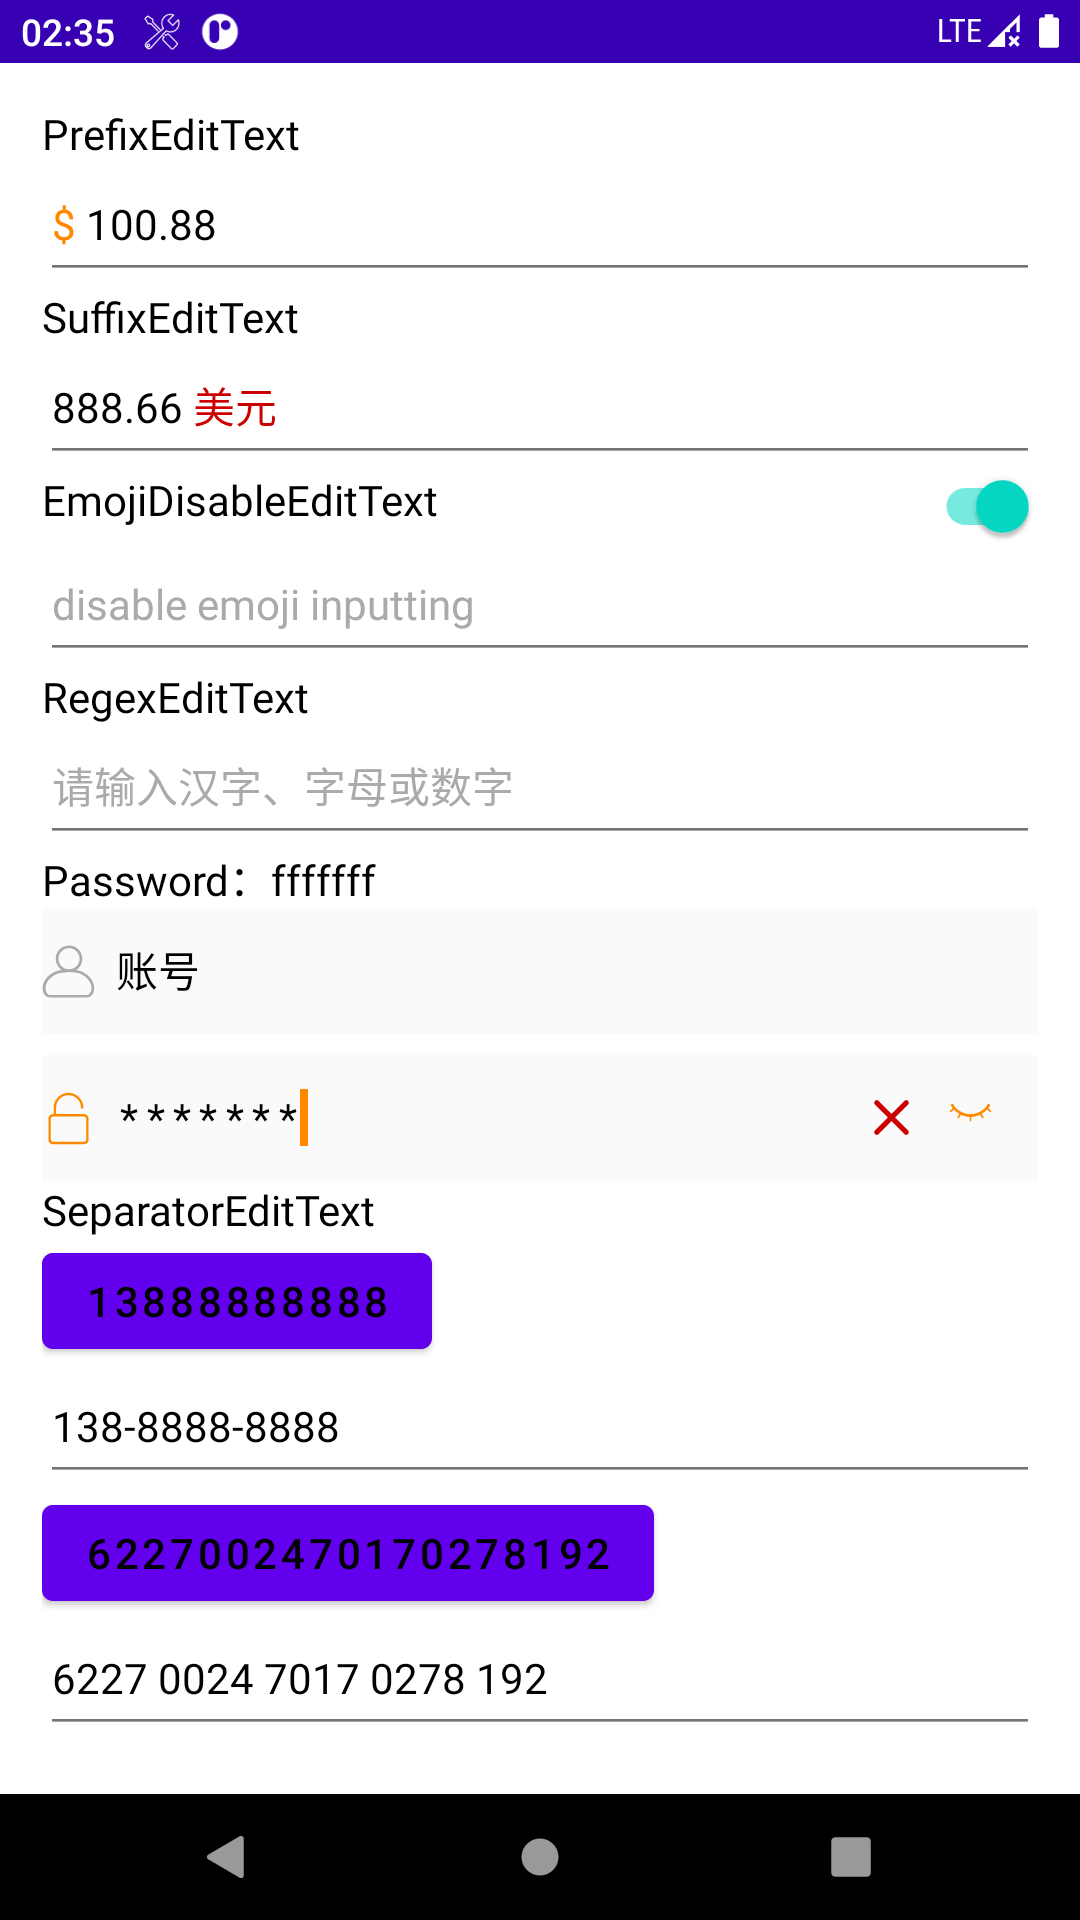 02:35 LTE
PrefixEditText
$ 100.88
SuffixEditText
888.66 美元
EmojiDisableEditText
disable emoji inputting
RegexEditText
请输入汉字、字母或数字
Password：fffffff
账号
*******
SeparatorEditText
13888888888
138-8888-8888
6227002470170278192
6227 0024 7017 0278 192